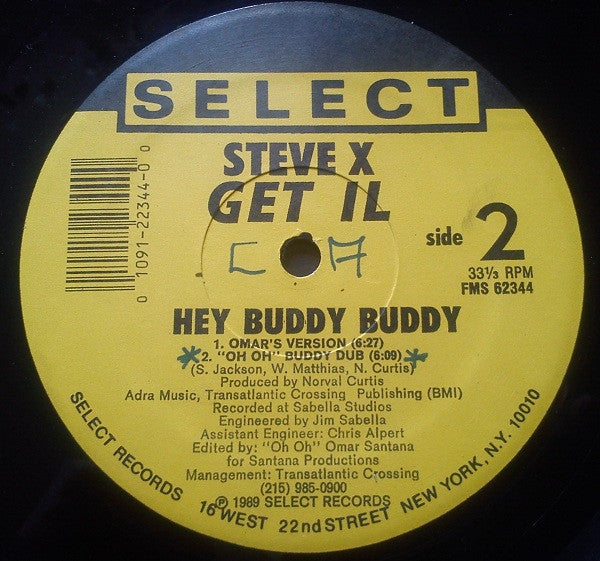 SELECT
STEVE X
GET IL
side 2
33⅓ RPM
FMS 62344
0 1091-22344-0 0
HEY BUDDY BUDDY
1. OMAR'S VERSION (6:27)
*2. "OH OH" BUDDY DUB (6:09)*
(S. Jackson, W. Matthias, N. Curtis)
Produced by Norval Curtis
Adra Music, Transatlantic Crossing Publishing (BMI)
Recorded at Sabella Studios
Engineered by Jim Sabella
Assistant Engineer: Chris Alpert
Edited by: "Oh Oh" Omar Santana
for Santana Productions
Management: Transatlantic Crossing
(215) 985-0900
℗ 1989 SELECT RECORDS
SELECT RECORDS 16 WEST 22nd STREET NEW YORK, N.Y. 10010